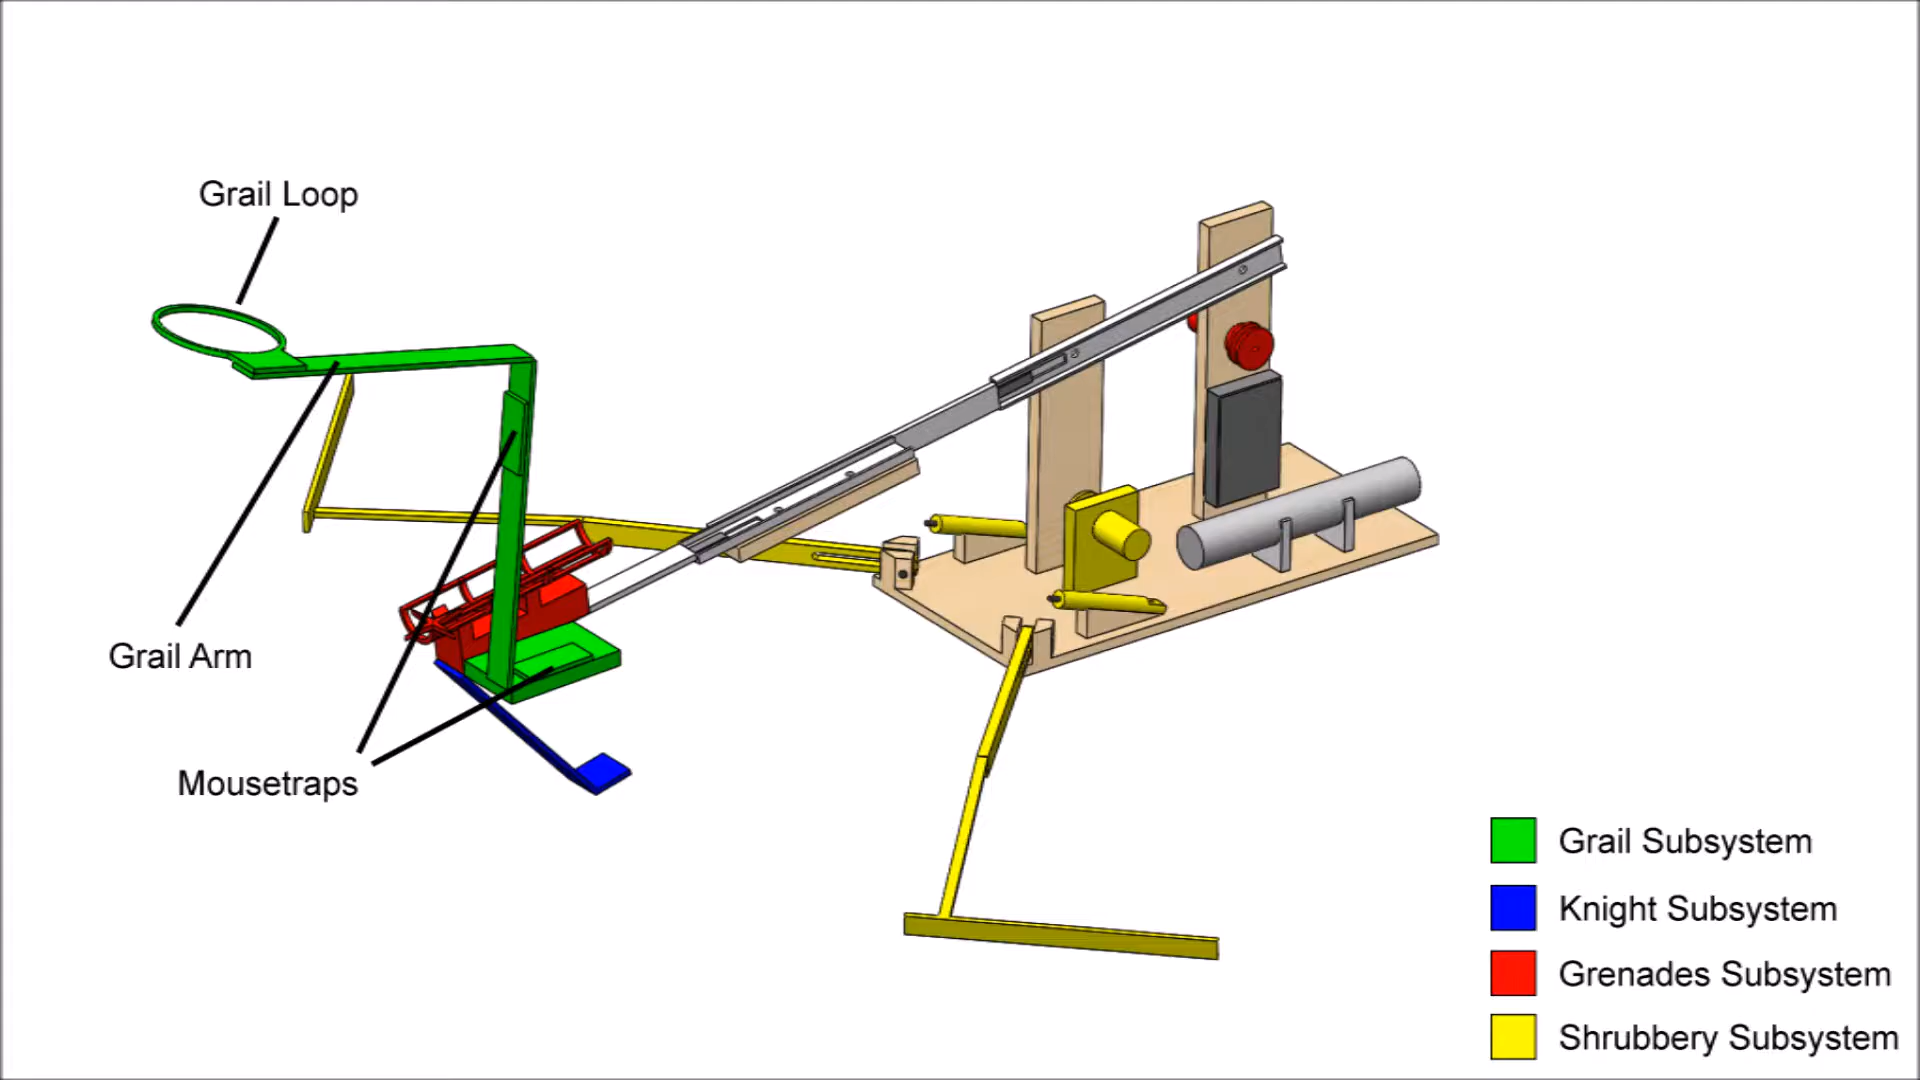 Grail Loop
Grail Arm
Mousetraps
Grail Subsystem
Knight Subsystem
Grenades Subsystem
Shrubbery Subsystem